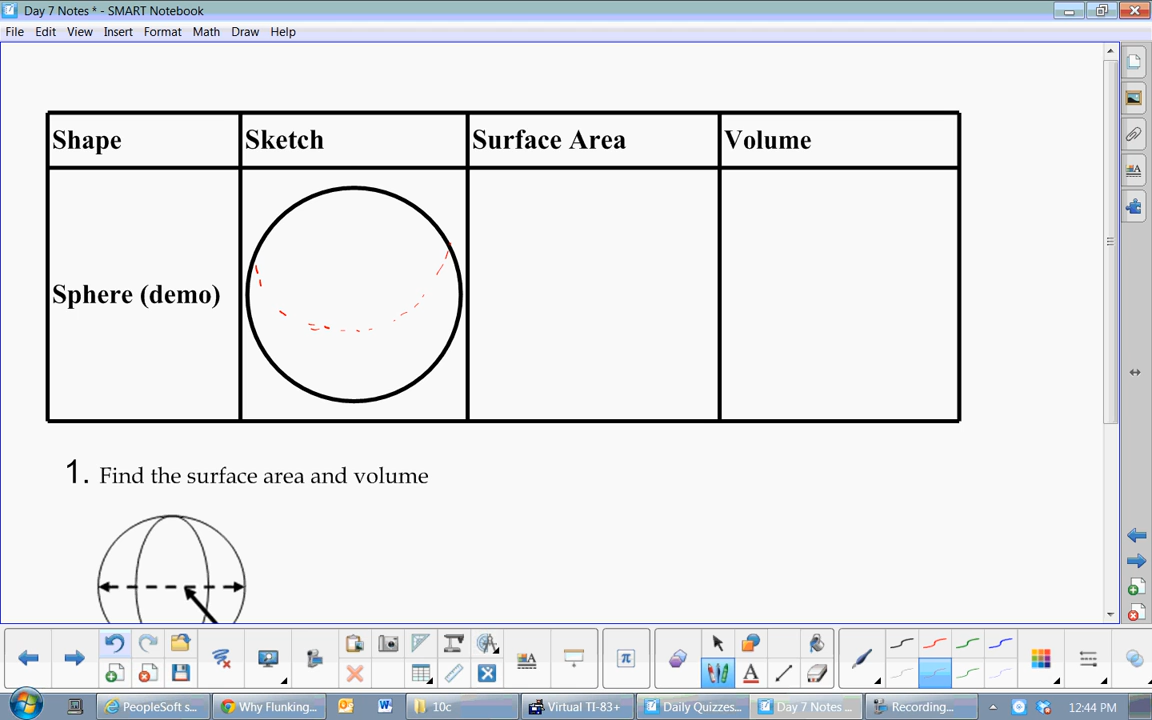 Day 7 Notes * - SMART Notebook
File Edit View Insert Format Math Draw Help
Shape Sketch Surface Area Volume
Sphere (demo)
1. Find the surface area and volume
π
A
PeopleSoft s... Why Flunking... 10c Virtual TI-83+ Daily Quizzes... Day 7 Notes ... Recording... 12:44 PM